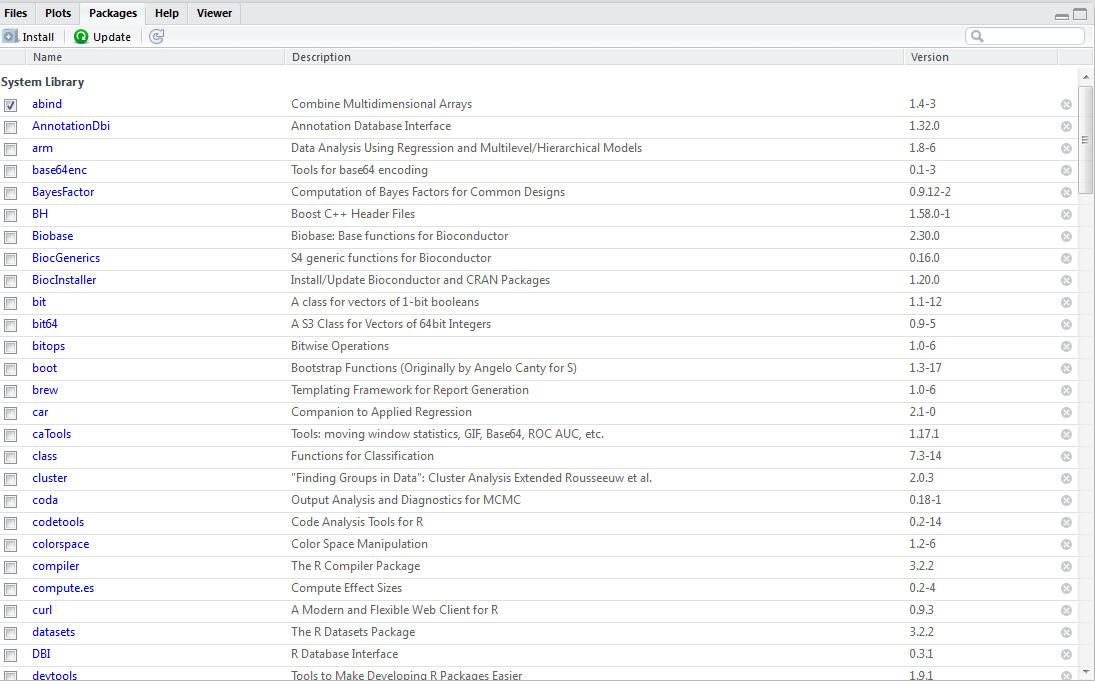 Files Plots Packages Help Viewer
Install Update
Name Description Version
System Library
abind Combine Multidimensional Arrays 1.4-3
AnnotationDbi Annotation Database Interface 1.32.0
arm Data Analysis Using Regression and Multilevel/Hierarchical Models 1.8-6
base64enc Tools for base64 encoding 0.1-3
BayesFactor Computation of Bayes Factors for Common Designs 0.9.12-2
BH Boost C++ Header Files 1.58.0-1
Biobase Biobase: Base functions for Bioconductor 2.30.0
BiocGenerics S4 generic functions for Bioconductor 0.16.0
BiocInstaller Install/Update Bioconductor and CRAN Packages 1.20.0
bit A class for vectors of 1-bit booleans 1.1-12
bit64 A S3 Class for Vectors of 64bit Integers 0.9-5
bitops Bitwise Operations 1.0-6
boot Bootstrap Functions (Originally by Angelo Canty for S) 1.3-17
brew Templating Framework for Report Generation 1.0-6
car Companion to Applied Regression 2.1-0
caTools Tools: moving window statistics, GIF, Base64, ROC AUC, etc. 1.17.1
class Functions for Classification 7.3-14
cluster "Finding Groups in Data": Cluster Analysis Extended Rousseeuw et al. 2.0.3
coda Output Analysis and Diagnostics for MCMC 0.18-1
codetools Code Analysis Tools for R 0.2-14
colorspace Color Space Manipulation 1.2-6
compiler The R Compiler Package 3.2.2
compute.es Compute Effect Sizes 0.2-4
curl A Modern and Flexible Web Client for R 0.9.3
datasets The R Datasets Package 3.2.2
DBI R Database Interface 0.3.1
devtools Tools to Make Developing R Packages Easier 1.9.1